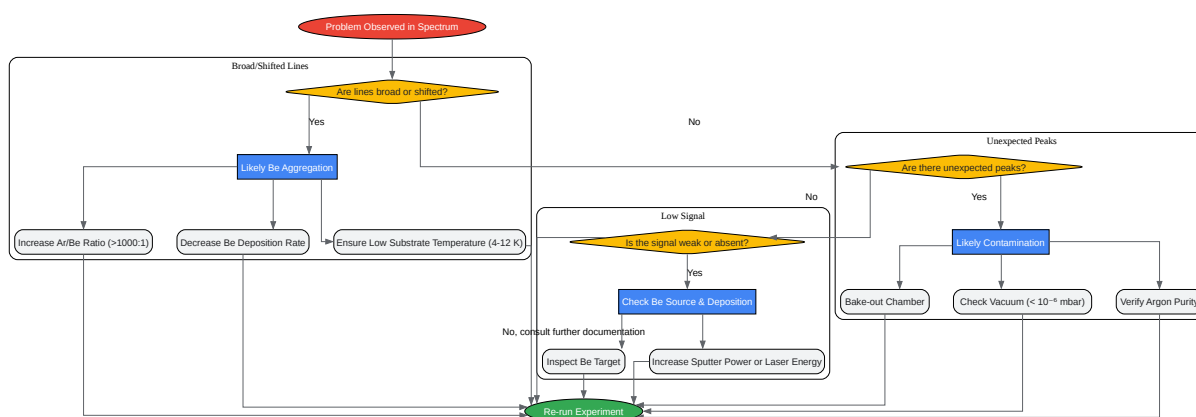 Problem Observed in Spectrum
Broad/Shifted Lines
Are lines broad or shifted?
Yes
No
Likely Be Aggregation
Increase Ar/Be Ratio (>1000:1)
Decrease Be Deposition Rate
Ensure Low Substrate Temperature (4-12 K)
Unexpected Peaks
Are there unexpected peaks?
No
Yes
Low Signal
Is the signal weak or absent?
Likely Contamination
Yes
Check Be Source & Deposition
Bake-out Chamber
Check Vacuum (< 10⁻⁶ mbar)
Verify Argon Purity
No, consult further documentation
Inspect Be Target
Increase Sputter Power or Laser Energy
Re-run Experiment